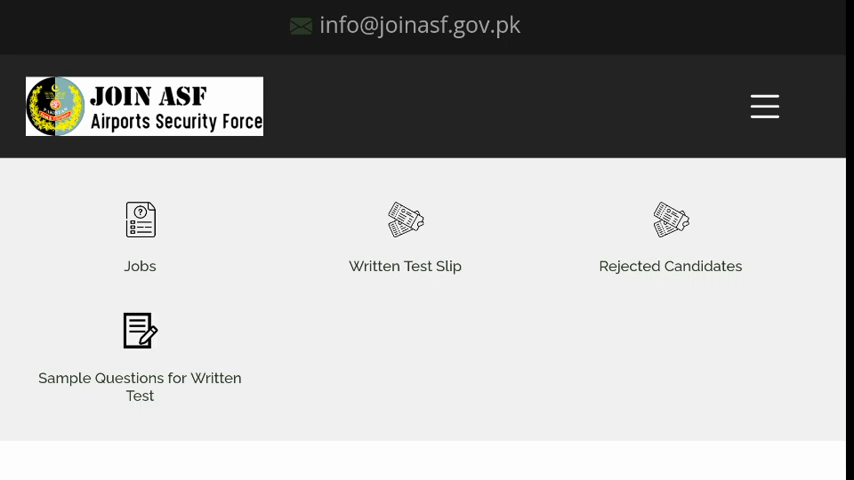 info@joinasf.gov.pk
JOIN ASF
Airports Security Force
Jobs
Written Test Slip
Rejected Candidates
Sample Questions for Written
Test